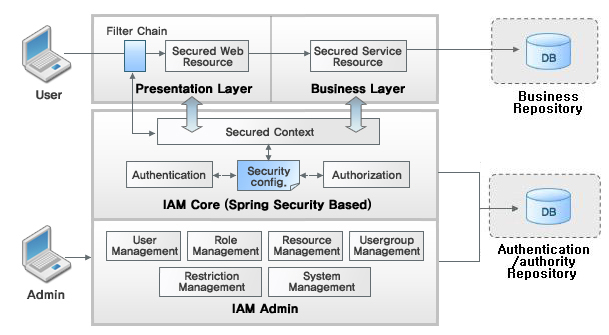 Filter Chain
Secured Web
Resource
Secured Service
Resource
DB
User
Presentation Layer
Business Layer
Business
Repository
Secured Context
Authentication
Security
config.
Authorization
IAM Core (Spring Security Based)
DB
Authentication
/authority
Repository
User
Management
Role
Management
Resource
Management
Usergroup
Management
Restriction
Management
System
Management
Admin
IAM Admin